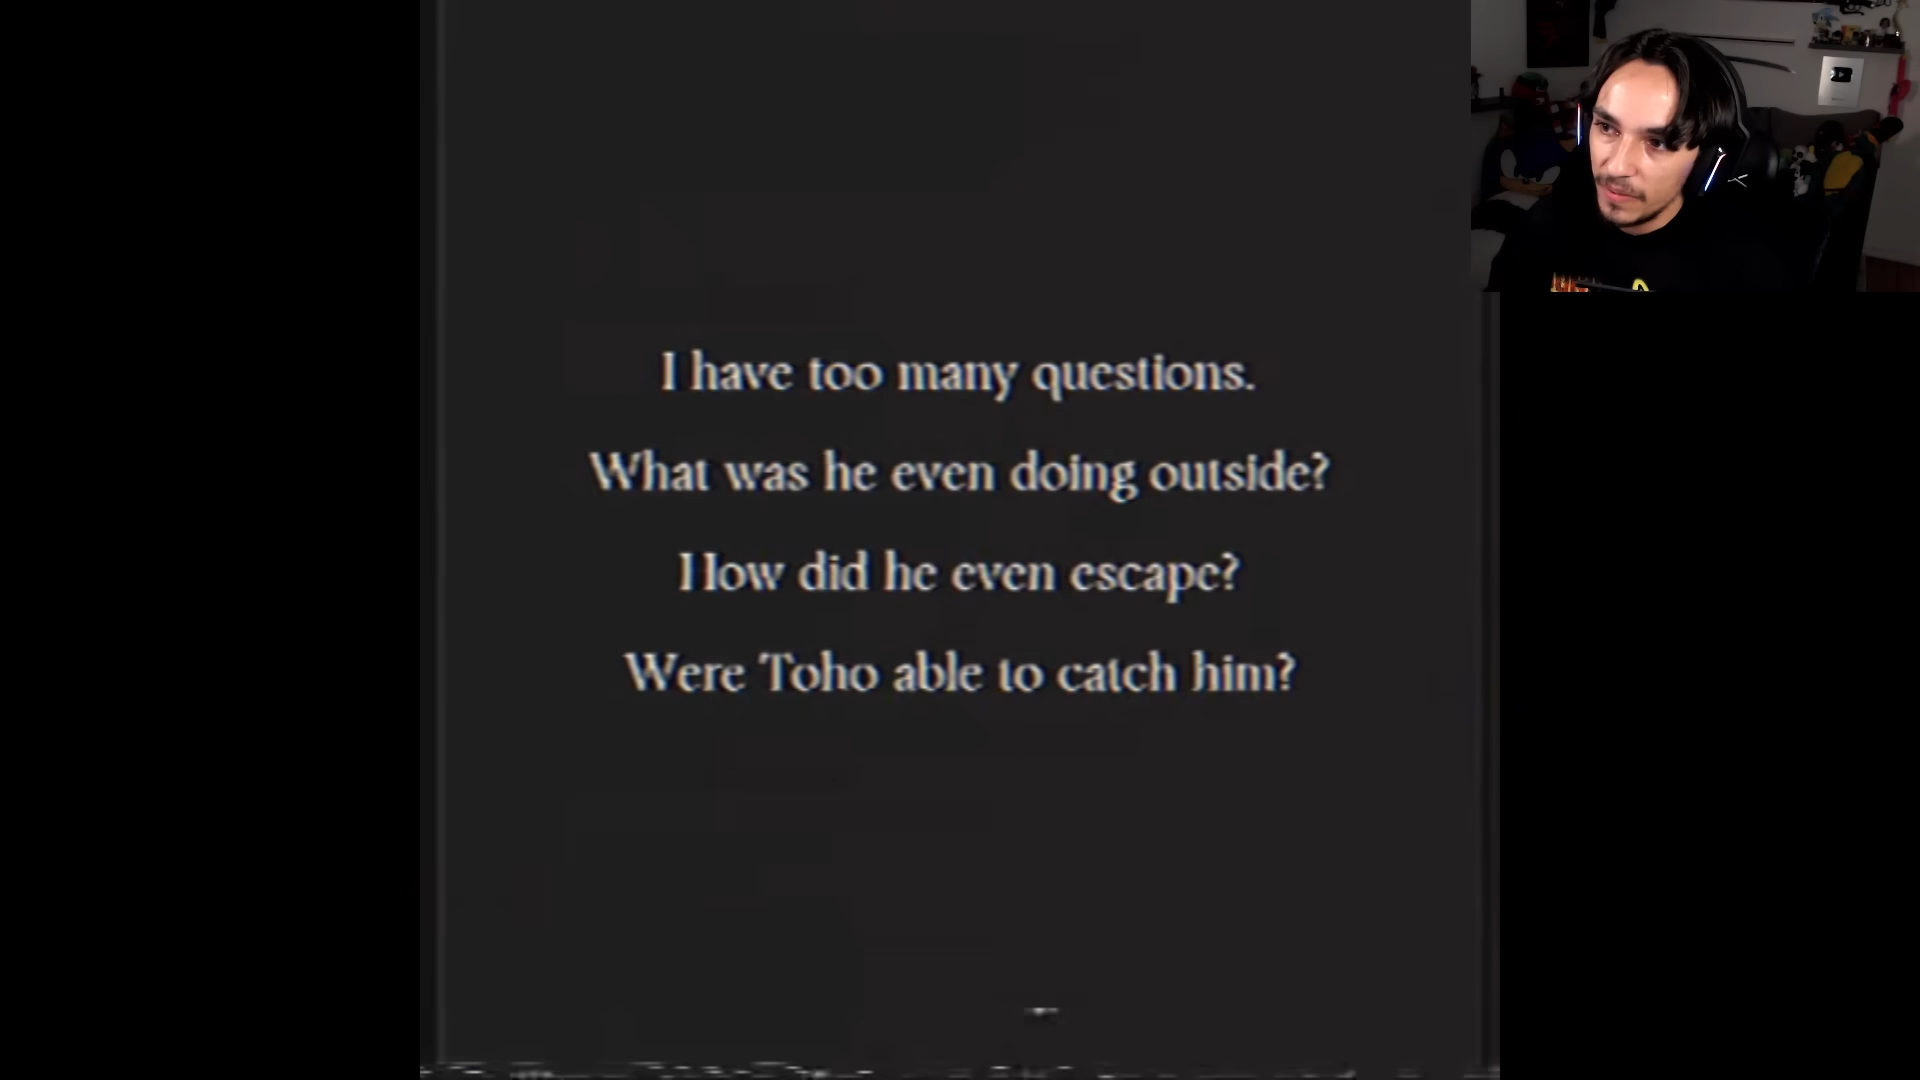 I have too many questions.
What was he even doing outside?
How did he even escape?
Were Toho able to catch him?